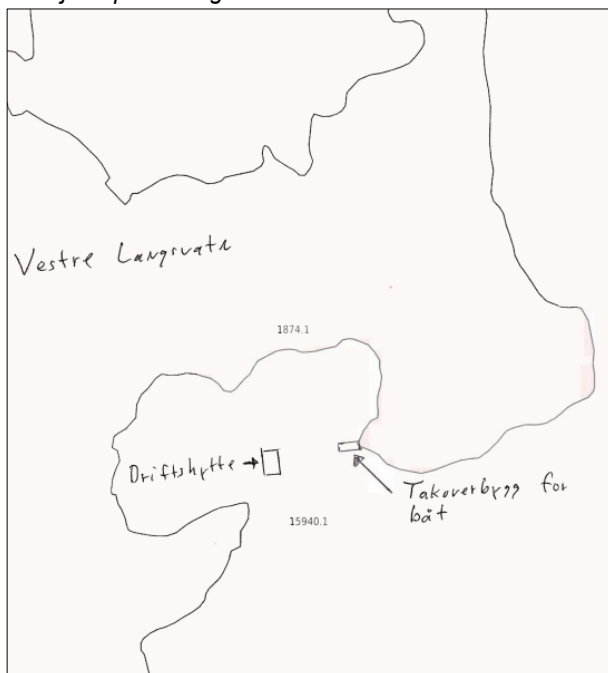 Vestre Langsvatn
1874.1
Driftshytte
Takoverbygg for
båt
15940.1